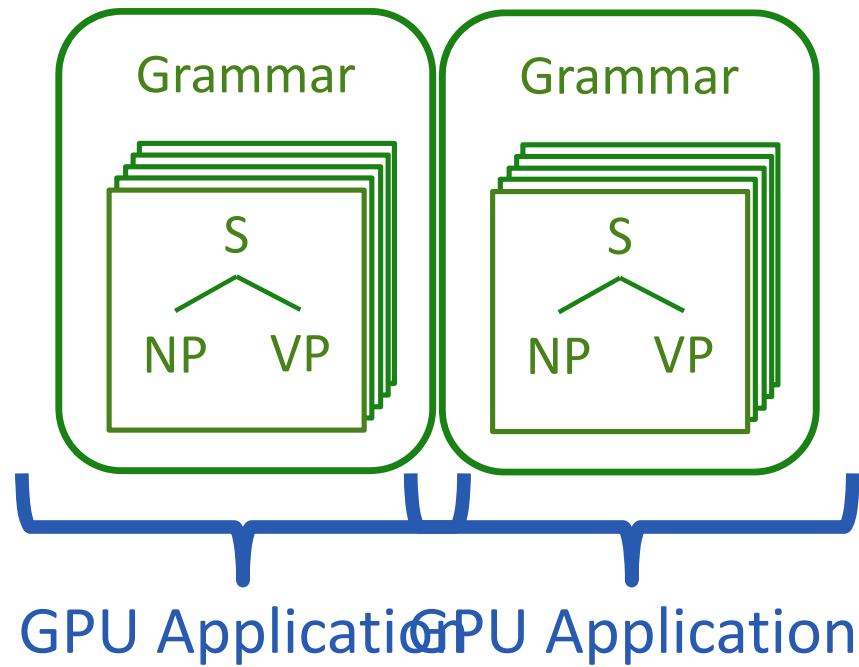 Grammar Grammar
S S
NP VP NP VP
GPU Application GPU Application